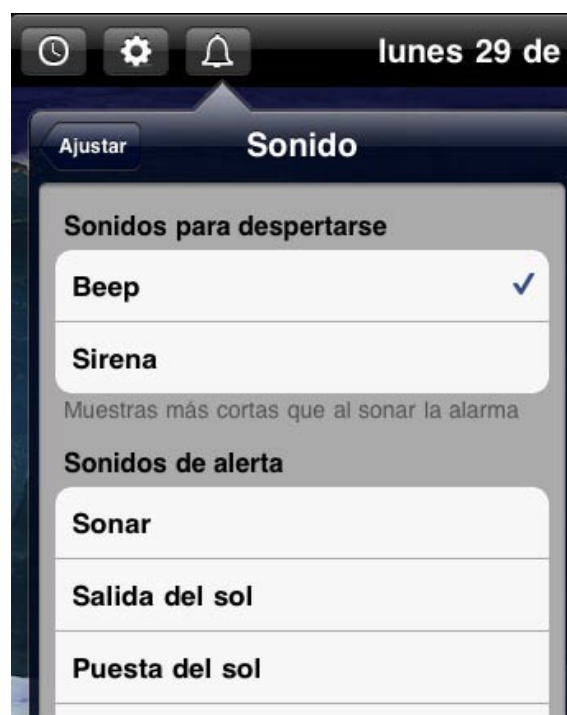 lunes 29 de
Ajustar
Sonido
Sonidos para despertarse
Beep
Sirena
Muestras más cortas que al sonar la alarma
Sonidos de alerta
Sonar
Salida del sol
Puesta del sol